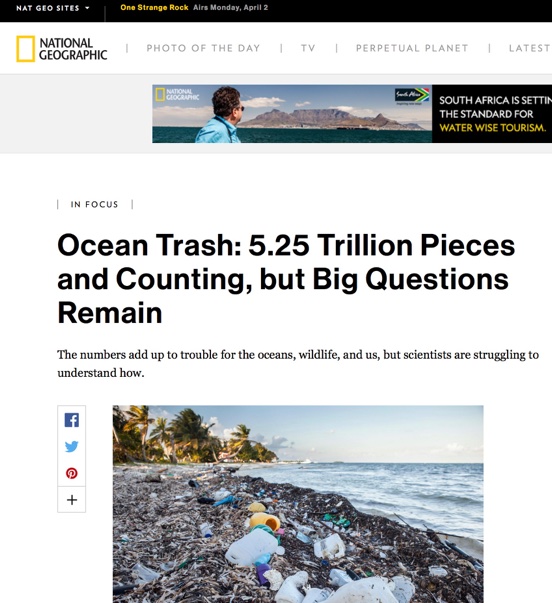 NAT GEO SITES
One Strange Rock Airs Monday, April 2
NATIONAL
GEOGRAPHIC
PHOTO OF THE DAY
TV
PERPETUAL PLANET
LATEST
NATIONAL
GEOGRAPHIC
South Africa
SOUTH AFRICA IS SETTIN
THE STANDARD FOR
WATER WISE TOURISM.
IN FOCUS
Ocean Trash: 5.25 Trillion Pieces
and Counting, but Big Questions
Remain
The numbers add up to trouble for the oceans, wildlife, and us, but scientists are struggling to
understand how.